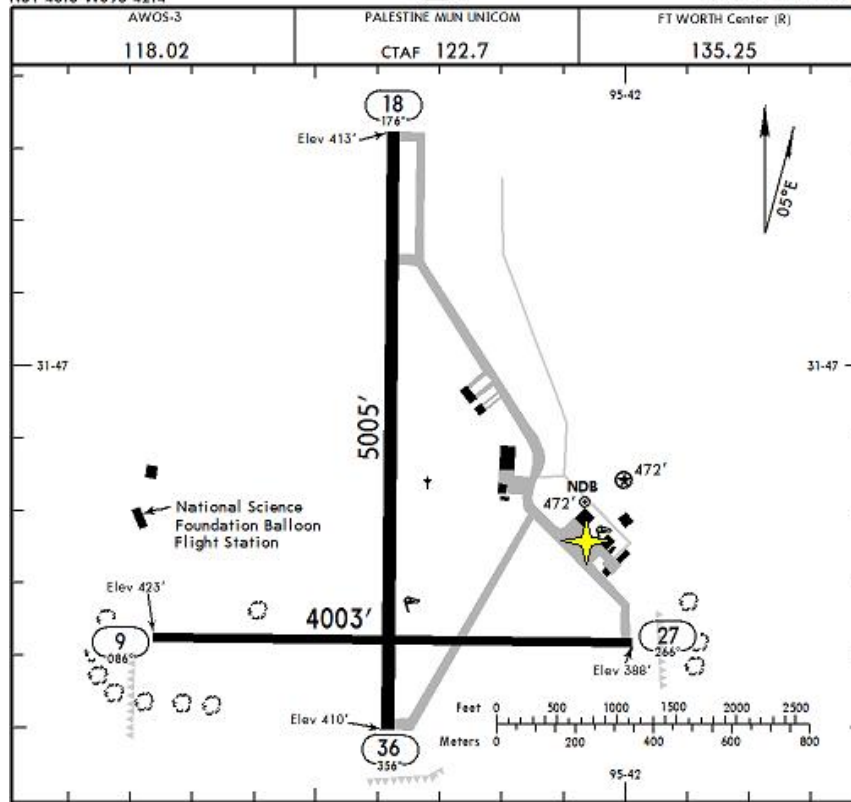 AWOS-3
118.02
PALESTINE MUN UNICOM
CTAF 122.7
FT WORTH Center (R)
135.25
95-42
18
176°
Elev 413'
05°E
31-47
31-47
5005'
472'
NDB
472'
National Science
Foundation Balloon
Flight Station
Elev 423'
4003'
9
086°
27
266°
Elev 388'
Feet 0 500 1000 1500 2000 2500
Elev 410'
Meters 0 200 400 600 800
36
356°
95-42